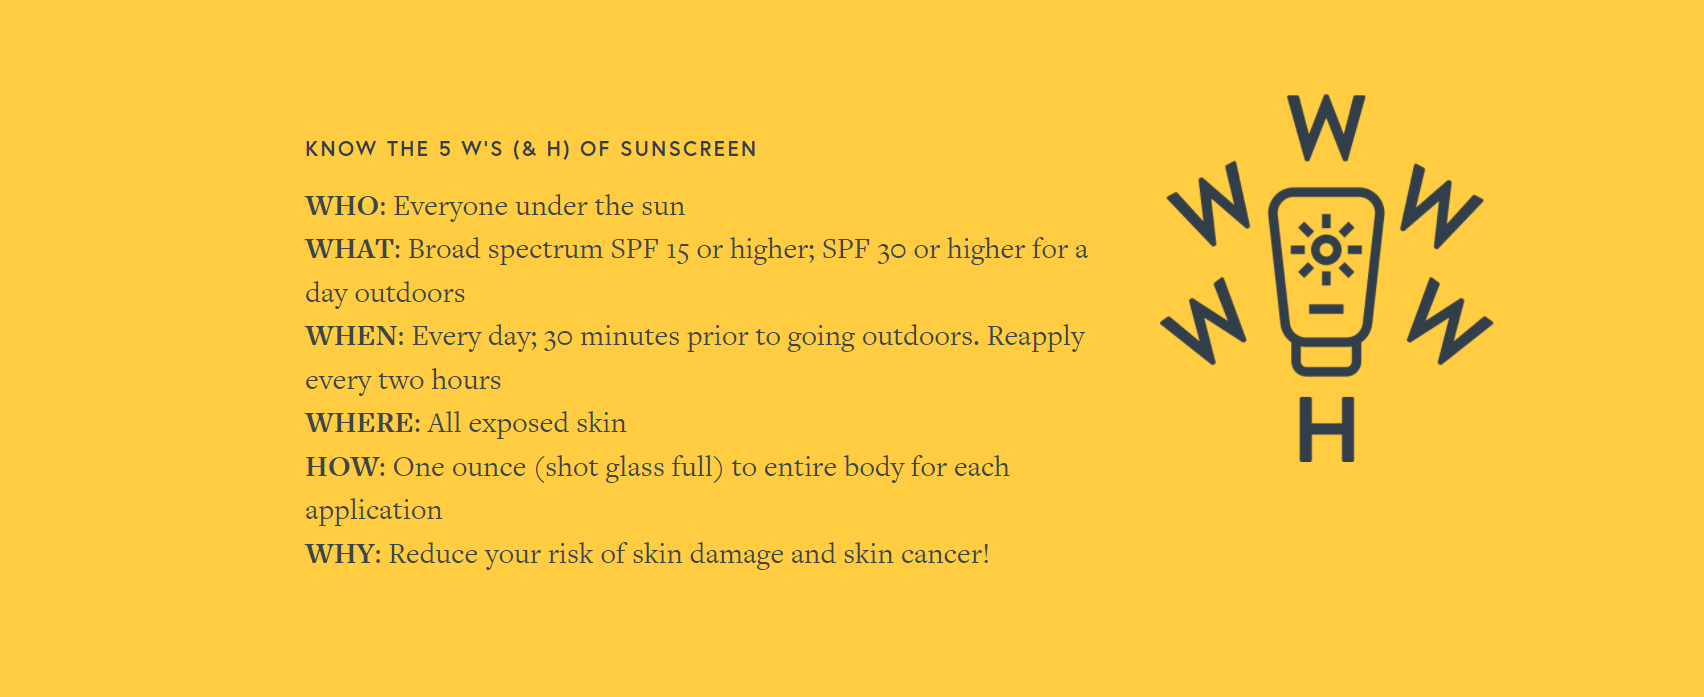 KNOW THE 5 W'S (& H) OF SUNSCREEN
WHO: Everyone under the sun
WHAT: Broad spectrum SPF 15 or higher; SPF 30 or higher for a
day outdoors
WHEN: Every day; 30 minutes prior to going outdoors. Reapply
every two hours
WHERE: All exposed skin
HOW: One ounce (shot glass full) to entire body for each
application
WHY: Reduce your risk of skin damage and skin cancer!
W
W
W
W
W
H